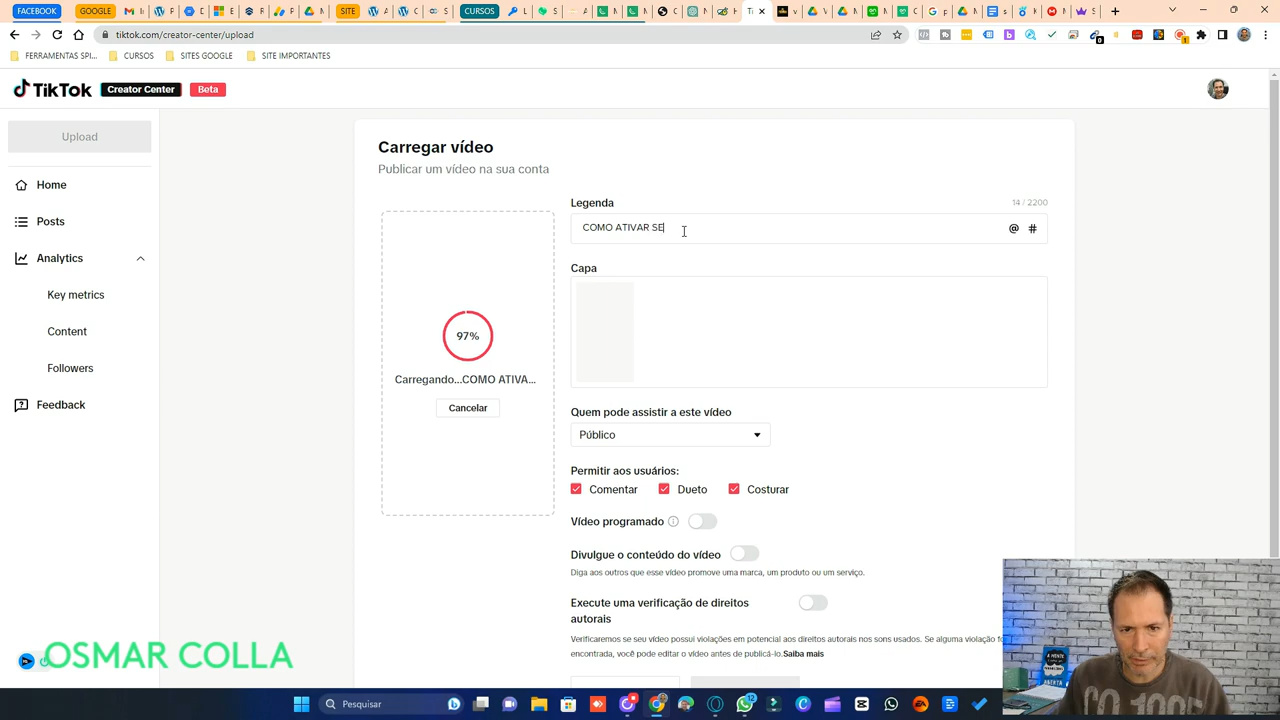 FACEBOOK
GOOGLE
SITE
CURSOS
tiktok.com/creator-center/upload
FERRAMENTAS SPI...
CURSOS
SITES GOOGLE
SITE IMPORTANTES
TikTok Creator Center Beta
Upload
Home
Posts
Analytics
Key metrics
Content
Followers
Feedback
Carregar vídeo
Publicar um vídeo na sua conta
Legenda 14 / 2200
COMO ATIVAR SE @ #
Capa
97%
Carregando...COMO ATIVA...
Cancelar
Quem pode assistir a este vídeo
Público
Permitir aos usuários:
Comentar Dueto Costurar
Vídeo programado
Divulgue o conteúdo do vídeo
Diga aos outros que esse vídeo promove uma marca, um produto ou um serviço.
Execute uma verificação de direitos
autorais
Verificaremos se seu vídeo possui violações em potencial aos direitos autorais nos sons usados. Se alguma violação fo
encontrada, você pode editar o vídeo antes de publicá-lo.Saiba mais
OSMAR COLLA
Pesquisar
12